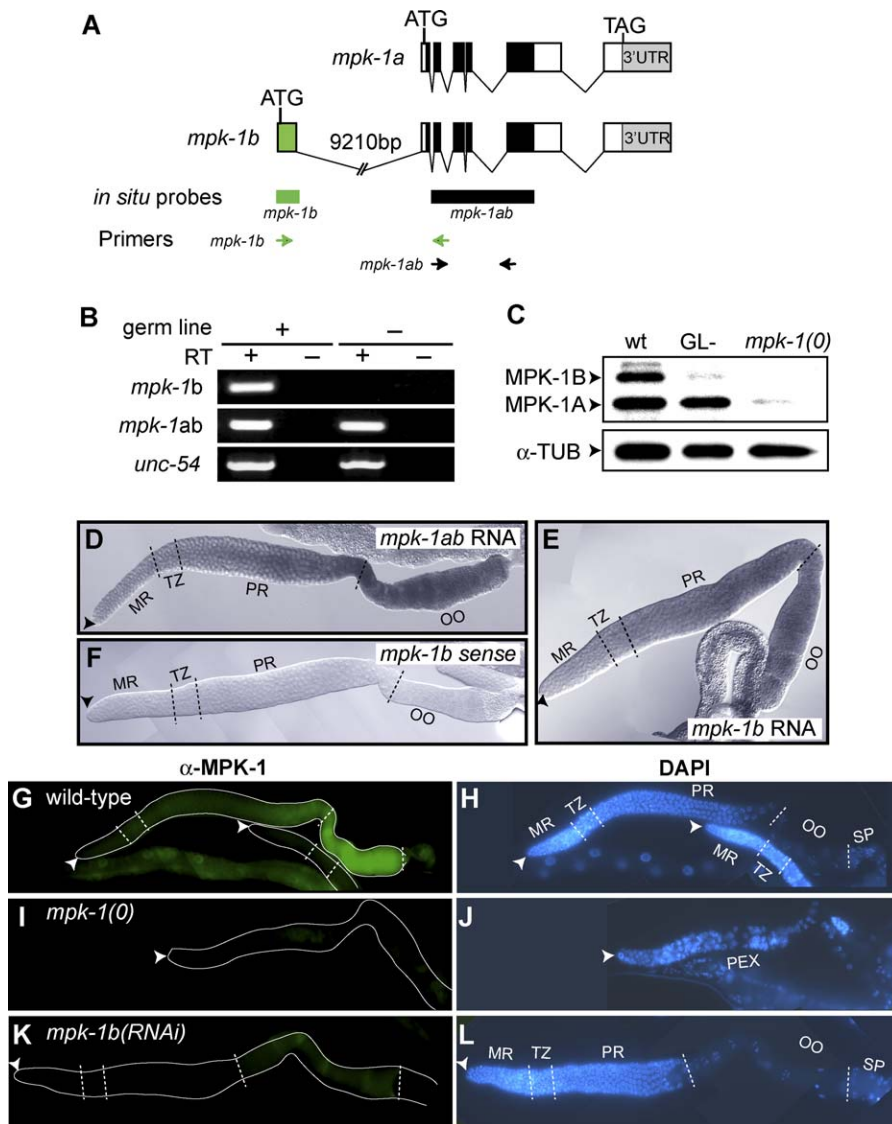 A
ATG
TAG
mpk-1a
3'UTR
ATG
mpk-1b
9210bp
3'UTR
in situ probes
mpk-1b
mpk-1ab
Primers
mpk-1b
mpk-1ab
B
germ line
+
–
RT
+
–
+
–
mpk-1b
mpk-1ab
unc-54
C
wt
GL-
mpk-1(0)
MPK-1B
MPK-1A
α-TUB
D
mpk-1ab RNA
MR
TZ
PR
OO
E
PR
TZ
MR
OO
mpk-1b RNA
F
mpk-1b sense
MR
TZ
PR
OO
α-MPK-1
DAPI
G
wild-type
H
PR
TZ
MR
OO
SP
MR
TZ
I
mpk-1(0)
J
PEX
K
mpk-1b(RNAi)
L
MR
TZ
PR
OO
SP